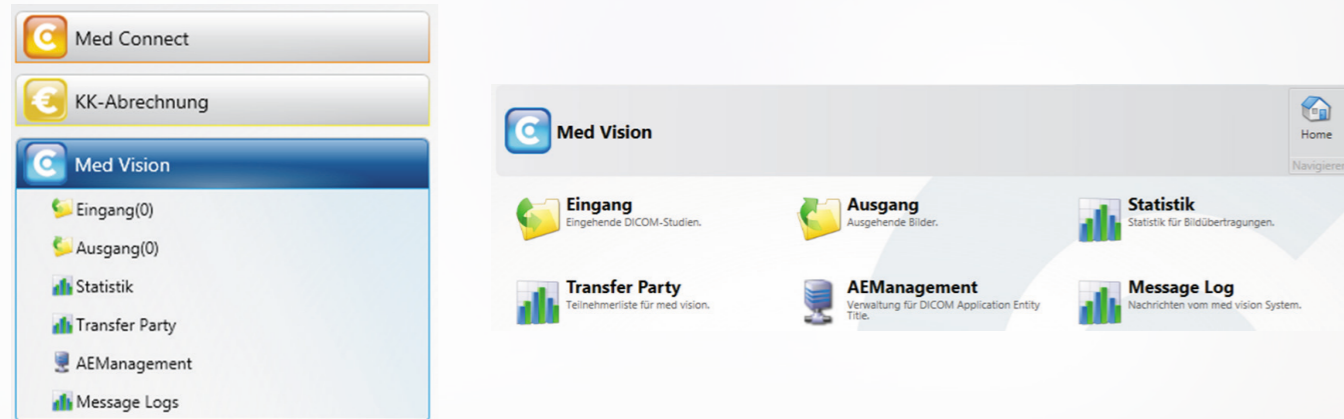 Med Connect
KK-Abrechnung
Med Vision
Eingang(0)
Ausgang(0)
Statistik
Transfer Party
AEManagement
Message Logs
Med Vision
Home
Navigieren
Eingang
Eingehende DICOM-Studien.
Ausgang
Ausgehende Bilder.
Statistik
Statistik für Bildübertragungen.
Transfer Party
Teilnehmerliste für med vision.
AEManagement
Verwaltung für DICOM Application Entity
Title.
Message Log
Nachrichten vom med vision System.